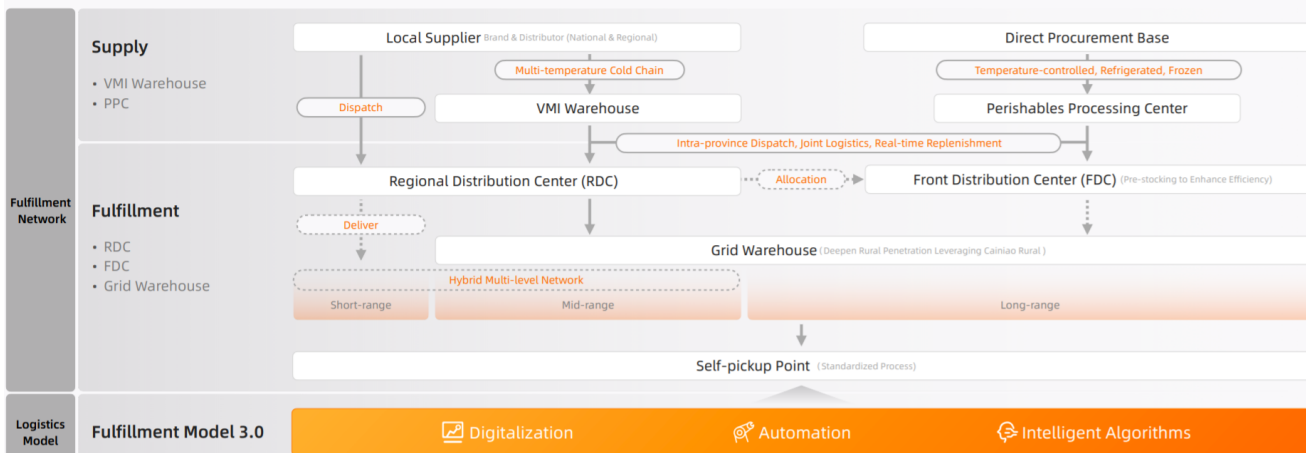 Fulfillment
Network
Supply
• VMI Warehouse
• PPC
Local Supplier Brand & Distributor (National & Regional)
Direct Procurement Base
Multi-temperature Cold Chain
Temperature-controlled, Refrigerated, Frozen
Dispatch
VMI Warehouse
Perishables Processing Center
Intra-province Dispatch, Joint Logistics, Real-time Replenishment
Fulfillment
• RDC
• FDC
• Grid Warehouse
Regional Distribution Center (RDC)
Allocation
Front Distribution Center (FDC) (Pre-stocking to Enhance Efficiency)
Deliver
Grid Warehouse (Deepen Rural Penetration Leveraging Cainiao Rural )
Hybrid Multi-level Network
Short-range
Mid-range
Long-range
Self-pickup Point (Standardized Process)
Logistics
Model
Fulfillment Model 3.0
Digitalization
Automation
Intelligent Algorithms